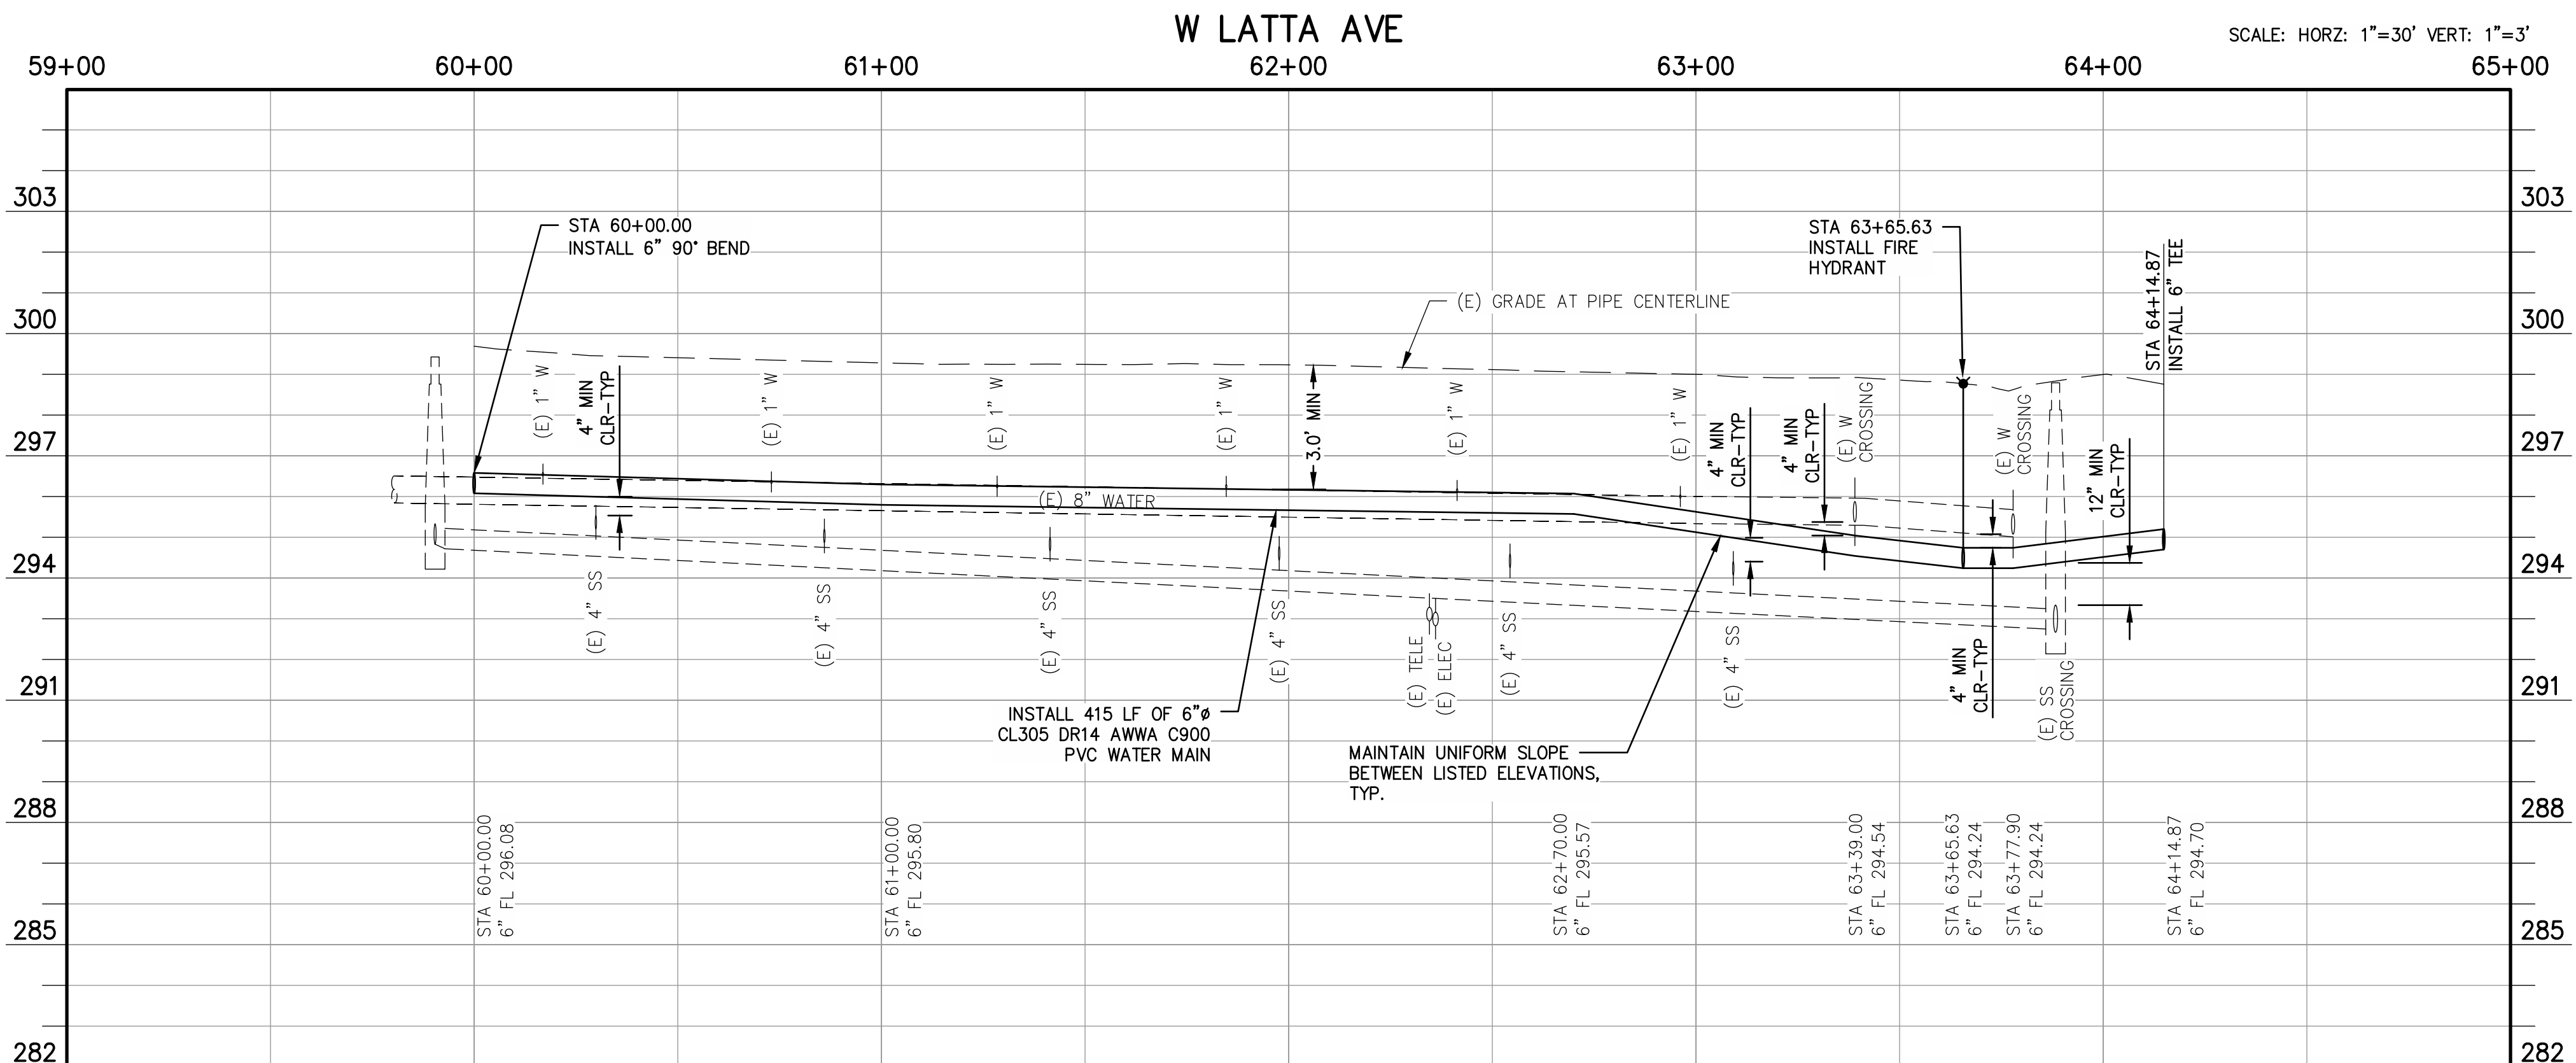 W LATTA AVE
SCALE: HORZ: 1"=30' VERT: 1"=3'
59+00 60+00 61+00 62+00 63+00 64+00 65+00
303 303
300 300
297 297
294 294
291 291
288 288
285 285
282 282
STA 60+00.00
INSTALL 6" 90° BEND
STA 63+65.63
INSTALL FIRE
HYDRANT
STA 64+14.87
INSTALL 6" TEE
(E) GRADE AT PIPE CENTERLINE
(E) 1" W
4" MIN
CLR-TYP
(E) 1" W
(E) 1" W
(E) 1" W
3.0' MIN
(E) 1" W
(E) 1" W
4" MIN
CLR-TYP
4" MIN
CLR-TYP
(E) W
CROSSING
(E) W
CROSSING
12" MIN
CLR-TYP
(E) 8" WATER
(E) 4" SS
(E) 4" SS
(E) 4" SS
(E) 4" SS
(E) TELE
(E) ELEC
(E) 4" SS
(E) 4" SS
4" MIN
CLR-TYP
(E) SS
CROSSING
INSTALL 415 LF OF 6"ø
CL305 DR14 AWWA C900
PVC WATER MAIN
MAINTAIN UNIFORM SLOPE
BETWEEN LISTED ELEVATIONS,
TYP.
STA 60+00.00
6" FL 296.08
STA 61+00.00
6" FL 295.80
STA 62+70.00
6" FL 295.57
STA 63+39.00
6" FL 294.54
STA 63+65.63
6" FL 294.24
STA 63+77.90
6" FL 294.24
STA 64+14.87
6" FL 294.70